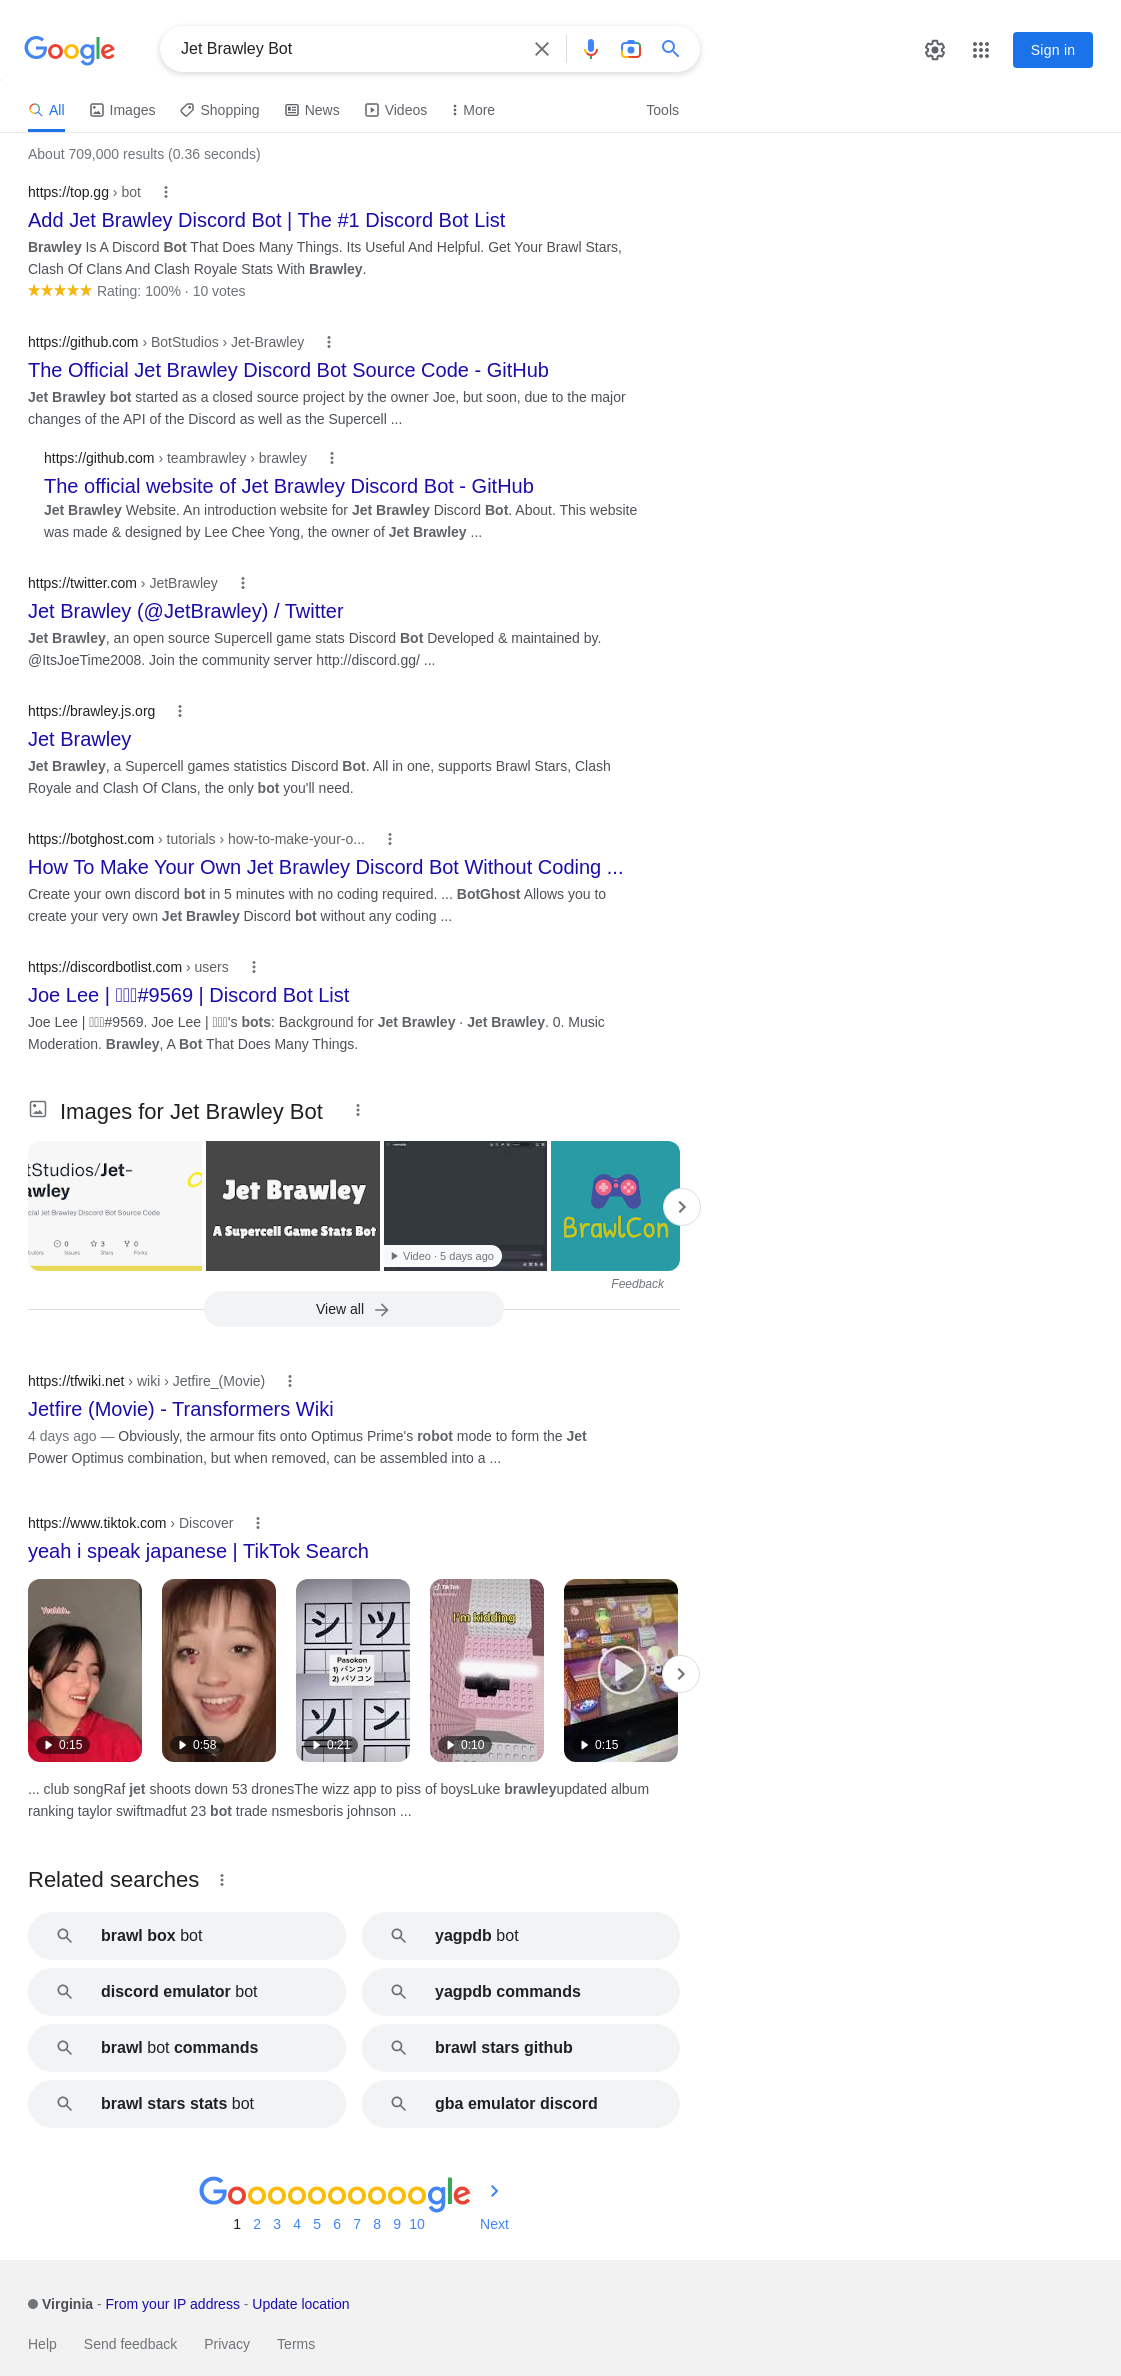 Google
Jet Brawley Bot
Sign in
All
Images
Shopping
News
Videos
More
Tools
About 709,000 results (0.36 seconds)
https://top.gg › bot
Add Jet Brawley Discord Bot | The #1 Discord Bot List
Brawley Is A Discord Bot That Does Many Things. Its Useful And Helpful. Get Your Brawl Stars,
Clash Of Clans And Clash Royale Stats With Brawley.
Rating: 100% · 10 votes
https://github.com › BotStudios › Jet-Brawley
The Official Jet Brawley Discord Bot Source Code - GitHub
Jet Brawley bot started as a closed source project by the owner Joe, but soon, due to the major
changes of the API of the Discord as well as the Supercell ...
https://github.com › teambrawley › brawley
The official website of Jet Brawley Discord Bot - GitHub
Jet Brawley Website. An introduction website for Jet Brawley Discord Bot. About. This website
was made & designed by Lee Chee Yong, the owner of Jet Brawley ...
https://twitter.com › JetBrawley
Jet Brawley (@JetBrawley) / Twitter
Jet Brawley, an open source Supercell game stats Discord Bot Developed & maintained by.
@ItsJoeTime2008. Join the community server http://discord.gg/ ...
https://brawley.js.org
Jet Brawley
Jet Brawley, a Supercell games statistics Discord Bot. All in one, supports Brawl Stars, Clash
Royale and Clash Of Clans, the only bot you'll need.
https://botghost.com › tutorials › how-to-make-your-o...
How To Make Your Own Jet Brawley Discord Bot Without Coding ...
Create your own discord bot in 5 minutes with no coding required. ... BotGhost Allows you to
create your very own Jet Brawley Discord bot without any coding ...
https://discordbotlist.com › users
Joe Lee | #9569 | Discord Bot List
Joe Lee | #9569. Joe Lee | 's bots: Background for Jet Brawley · Jet Brawley. 0. Music
Moderation. Brawley, A Bot That Does Many Things.
Images for Jet Brawley Bot
tStudios/Jet-
awley
cial Jet Brawley Discord Bot Source Code
0
3
0
Issues
Stars
Forks
Jet Brawley
A Supercell Game Stats Bot
Video · 5 days ago
BrawlCon
Feedback
View all
https://tfwiki.net › wiki › Jetfire_(Movie)
Jetfire (Movie) - Transformers Wiki
4 days ago — Obviously, the armour fits onto Optimus Prime's robot mode to form the Jet
Power Optimus combination, but when removed, can be assembled into a ...
https://www.tiktok.com › Discover
yeah i speak japanese | TikTok Search
Yeahhh..
0:15
0:58
シ ツ
Pasokon
1) パンコソ
2) パソコン
ソ ン
0:21
TikTok
I'm kidding
0:10
0:15
... club songRaf jet shoots down 53 dronesThe wizz app to piss of boysLuke brawleyupdated album
ranking taylor swiftmadfut 23 bot trade nsmesboris johnson ...
Related searches
brawl box bot
yagpdb bot
discord emulator bot
yagpdb commands
brawl bot commands
brawl stars github
brawl stars stats bot
gba emulator discord
Goooooooooogle
1 2 3 4 5 6 7 8 9 10 Next
Virginia - From your IP address - Update location
Help Send feedback Privacy Terms